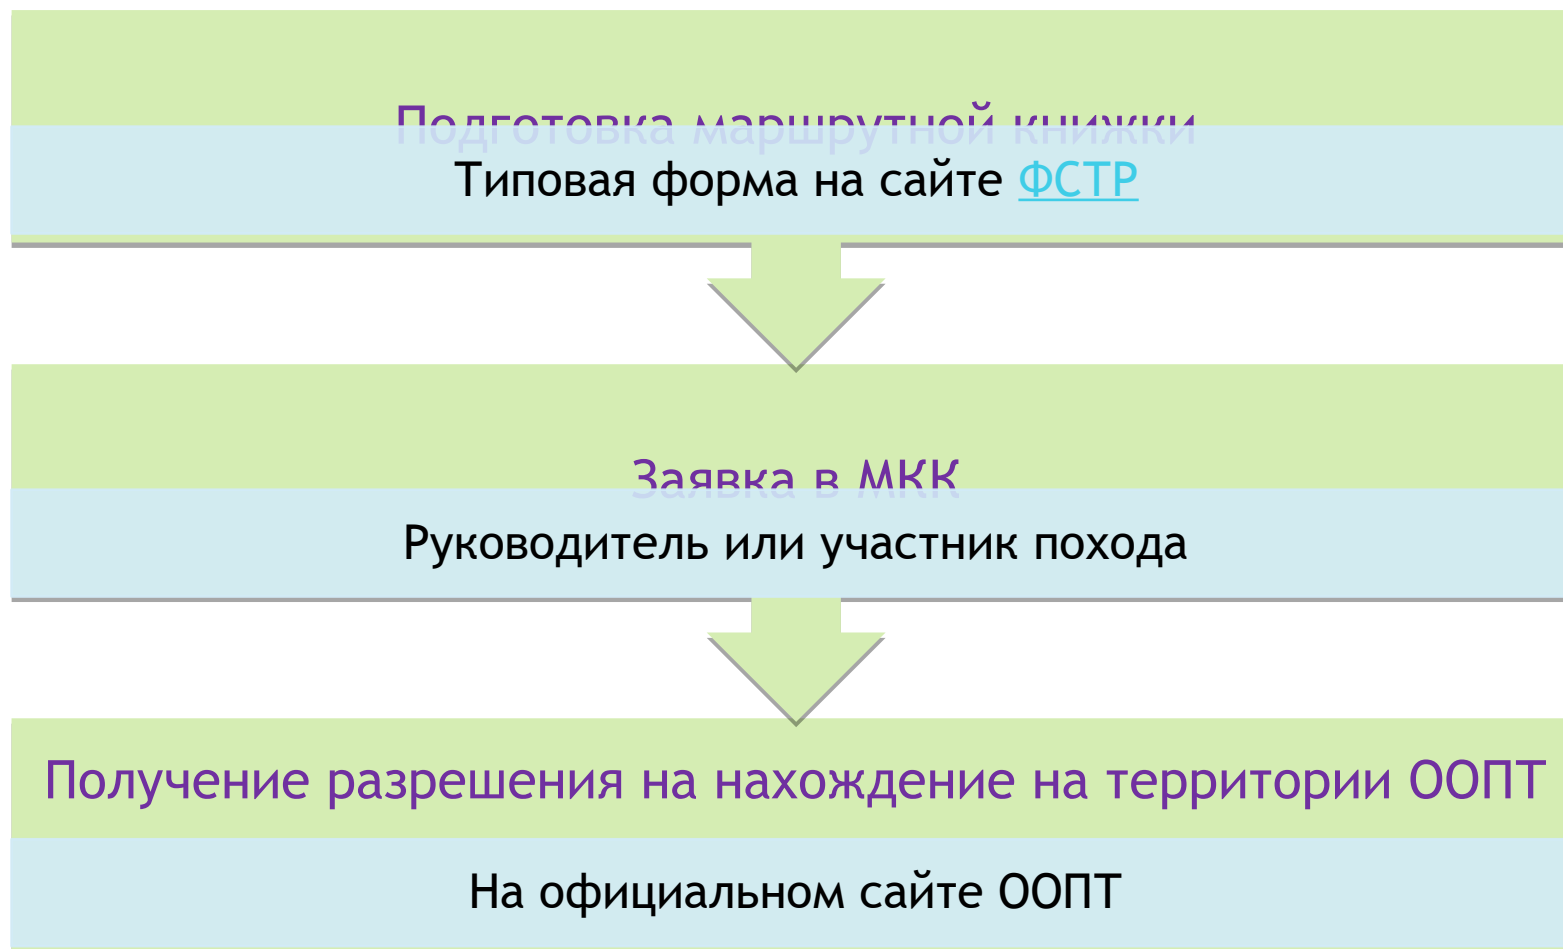 Подготовка маршрутной книжки
Типовая форма на сайте ФСТР
Заявка в МКК
Руководитель или участник похода
Получение разрешения на нахождение на территории ООПТ
На официальном сайте ООПТ